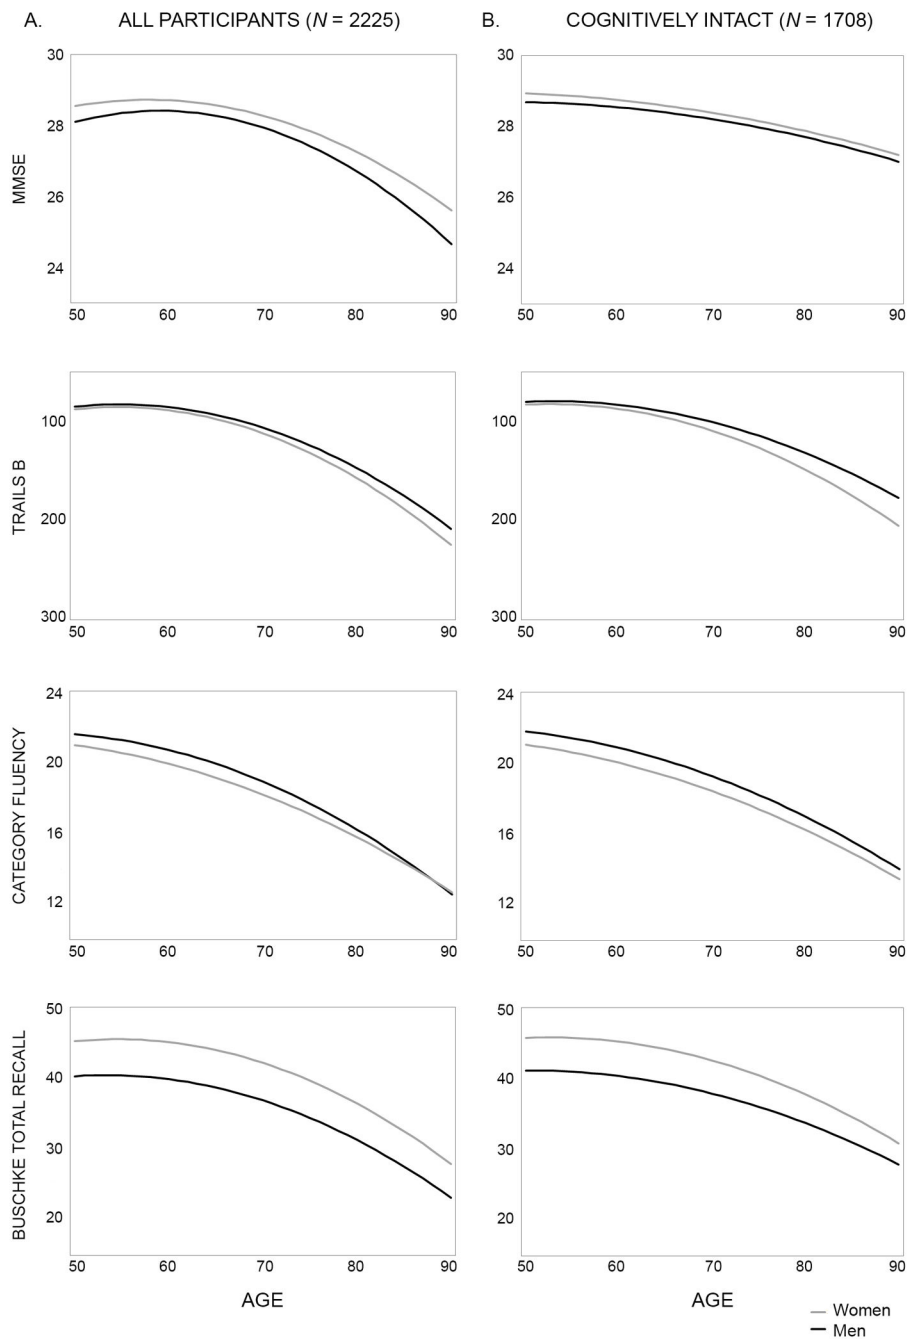 A. ALL PARTICIPANTS (N = 2225)
B. COGNITIVELY INTACT (N = 1708)
MMSE
30
28
26
24
50 60 70 80 90
30
28
26
24
50 60 70 80 90
TRAILS B
100
200
300
50 60 70 80 90
100
200
300
50 60 70 80 90
CATEGORY FLUENCY
24
20
16
12
50 60 70 80 90
24
20
16
12
50 60 70 80 90
BUSCHKE TOTAL RECALL
50
40
30
20
50 60 70 80 90
AGE
50
40
30
20
50 60 70 80 90
AGE
Women
Men